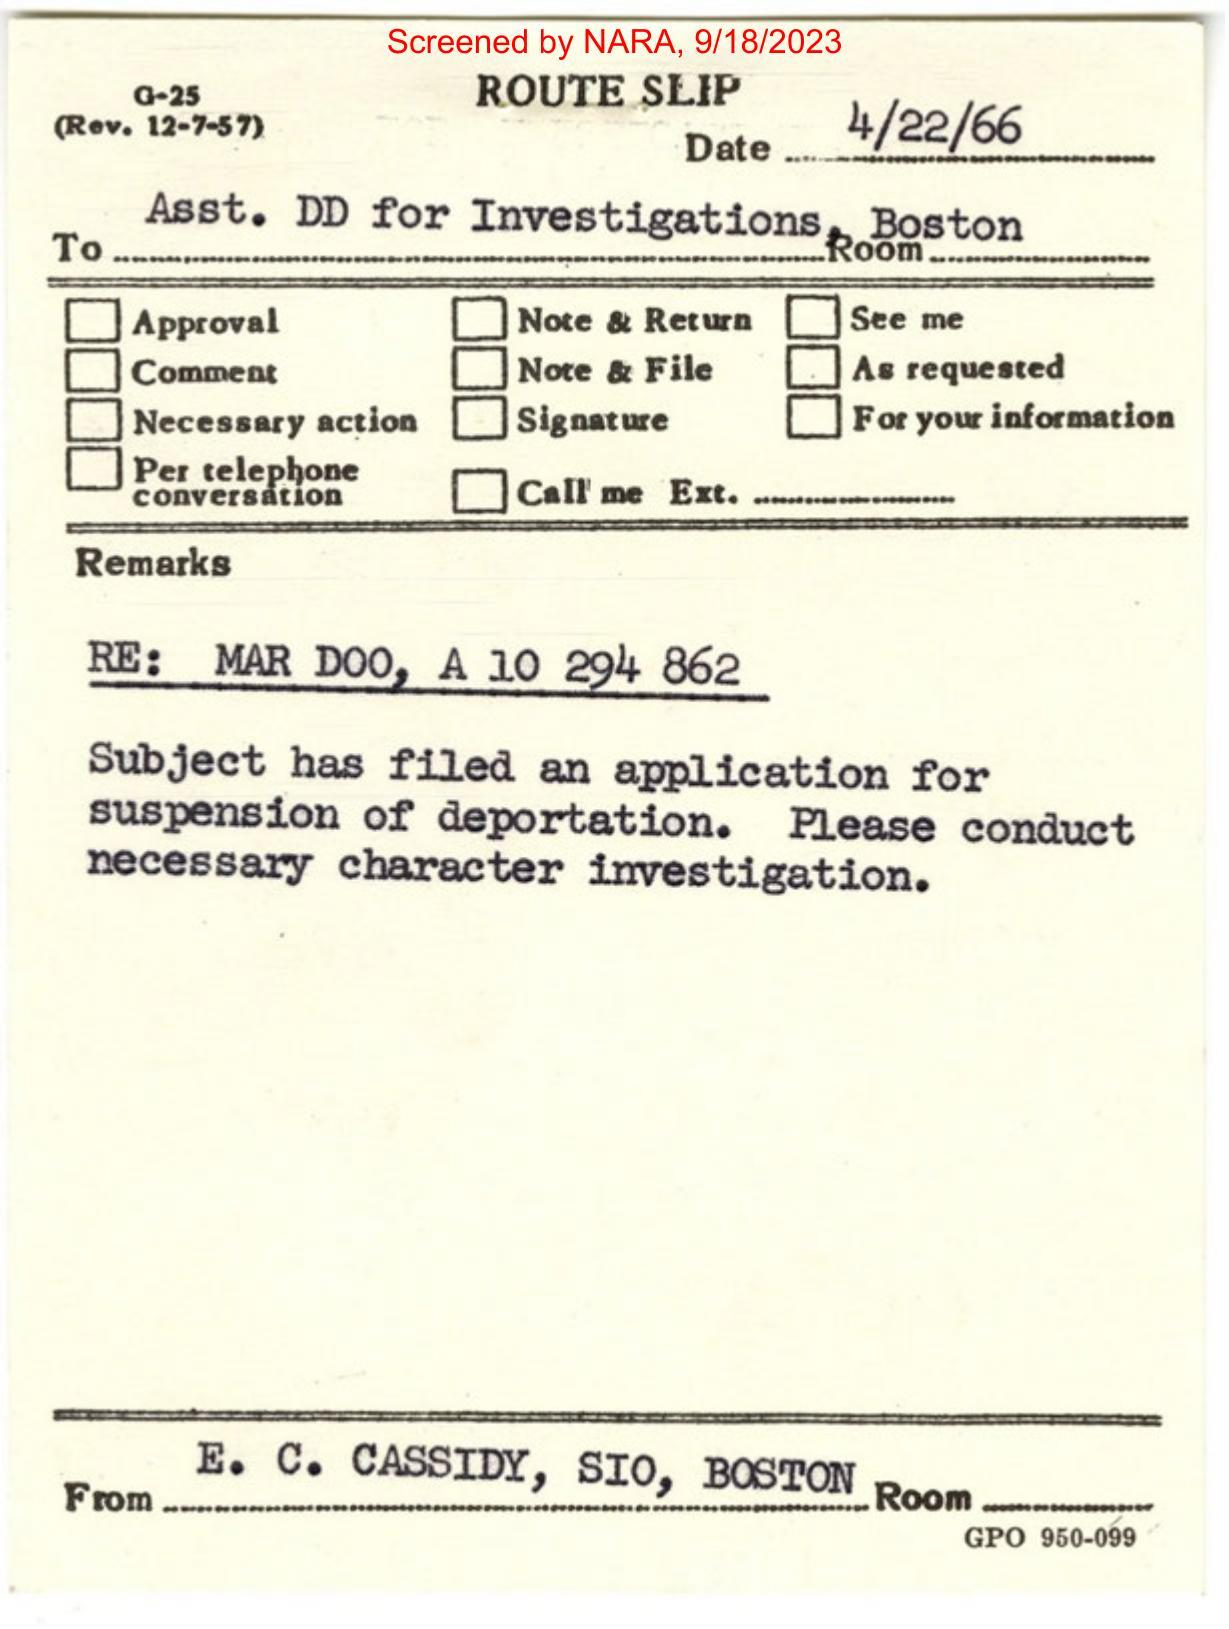 Screened by NARA, 9/18/2023
G-25
(Rev. 12-7-57)
ROUTE SLIP
Date 4/22/66
To Asst. DD for Investigations, Boston Room
Approval
Note & Return
See me
Comment
Note & File
As requested
Necessary action
Signature
For your information
Per telephone
conversation
Call me Ext.
Remarks
RE: MAR DOO, A 10 294 862
Subject has filed an application for
suspension of deportation. Please conduct
necessary character investigation.
From E. C. CASSIDY, SIO, BOSTON Room
GPO 950-099